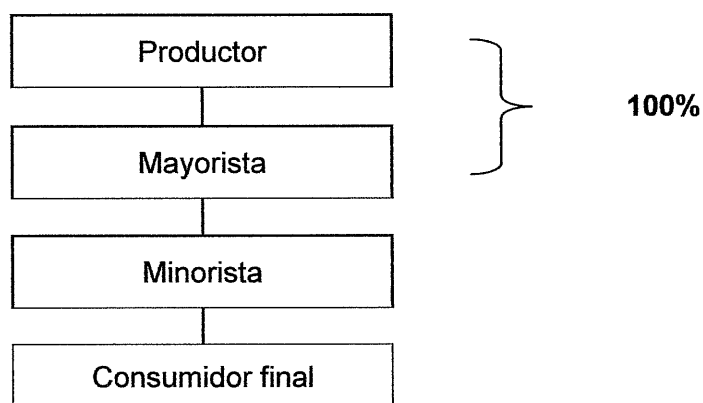 Productor
100%
Mayorista
Minorista
Consumidor final